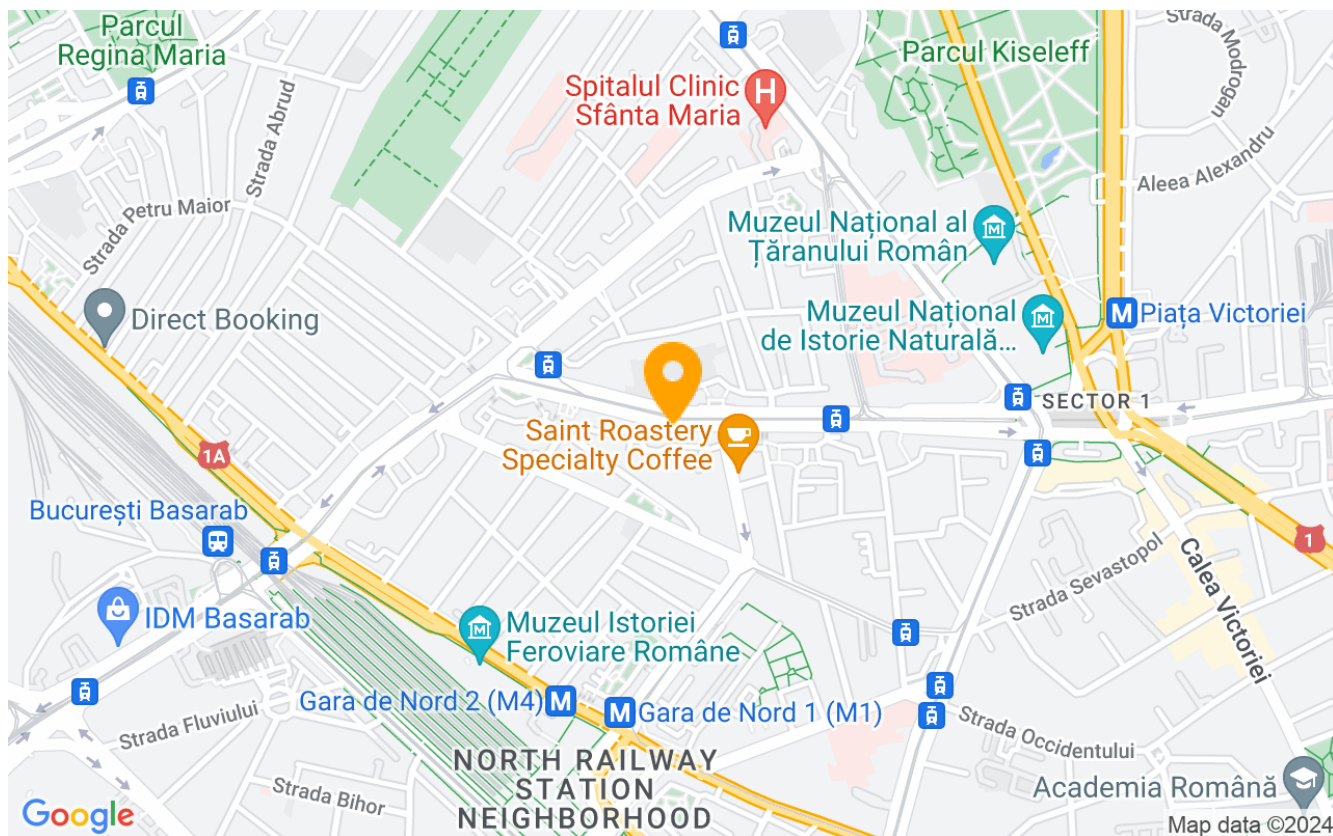 Parcul
Regina Maria
Strada Abrud
Strada Petru Maior
Spitalul Clinic
Sfânta Maria
H
Parcul Kiseleff
Strada Modrogan
Aleea Alexandru
Muzeul Național al
Țăranului Român
M
Muzeul Național
de Istorie Naturală...
M
M Piața Victoriei
SECTOR 1
Direct Booking
1A
Saint Roastery
Specialty Coffee
București Basarab
IDM Basarab
Muzeul Istoriei
Feroviare Române
M
Gara de Nord 2 (M4) M
M Gara de Nord 1 (M1)
Strada Sevastopol
Calea Victoriei
1
Strada Fluviului
Strada Bihor
NORTH RAILWAY
STATION
NEIGHBORHOOD
Strada Occidentului
Academia Română
Google
Map data ©2024